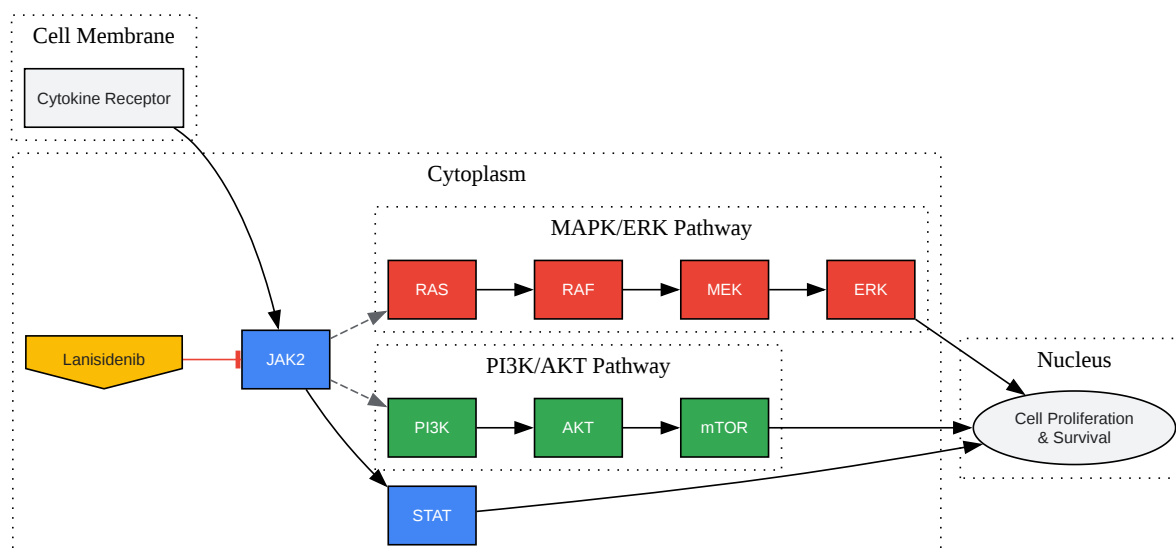 Cell Membrane
Cytokine Receptor
Cytoplasm
MAPK/ERK Pathway
RAS
RAF
MEK
ERK
Lanisidenib
JAK2
PI3K/AKT Pathway
PI3K
AKT
mTOR
STAT
Nucleus
Cell Proliferation
& Survival